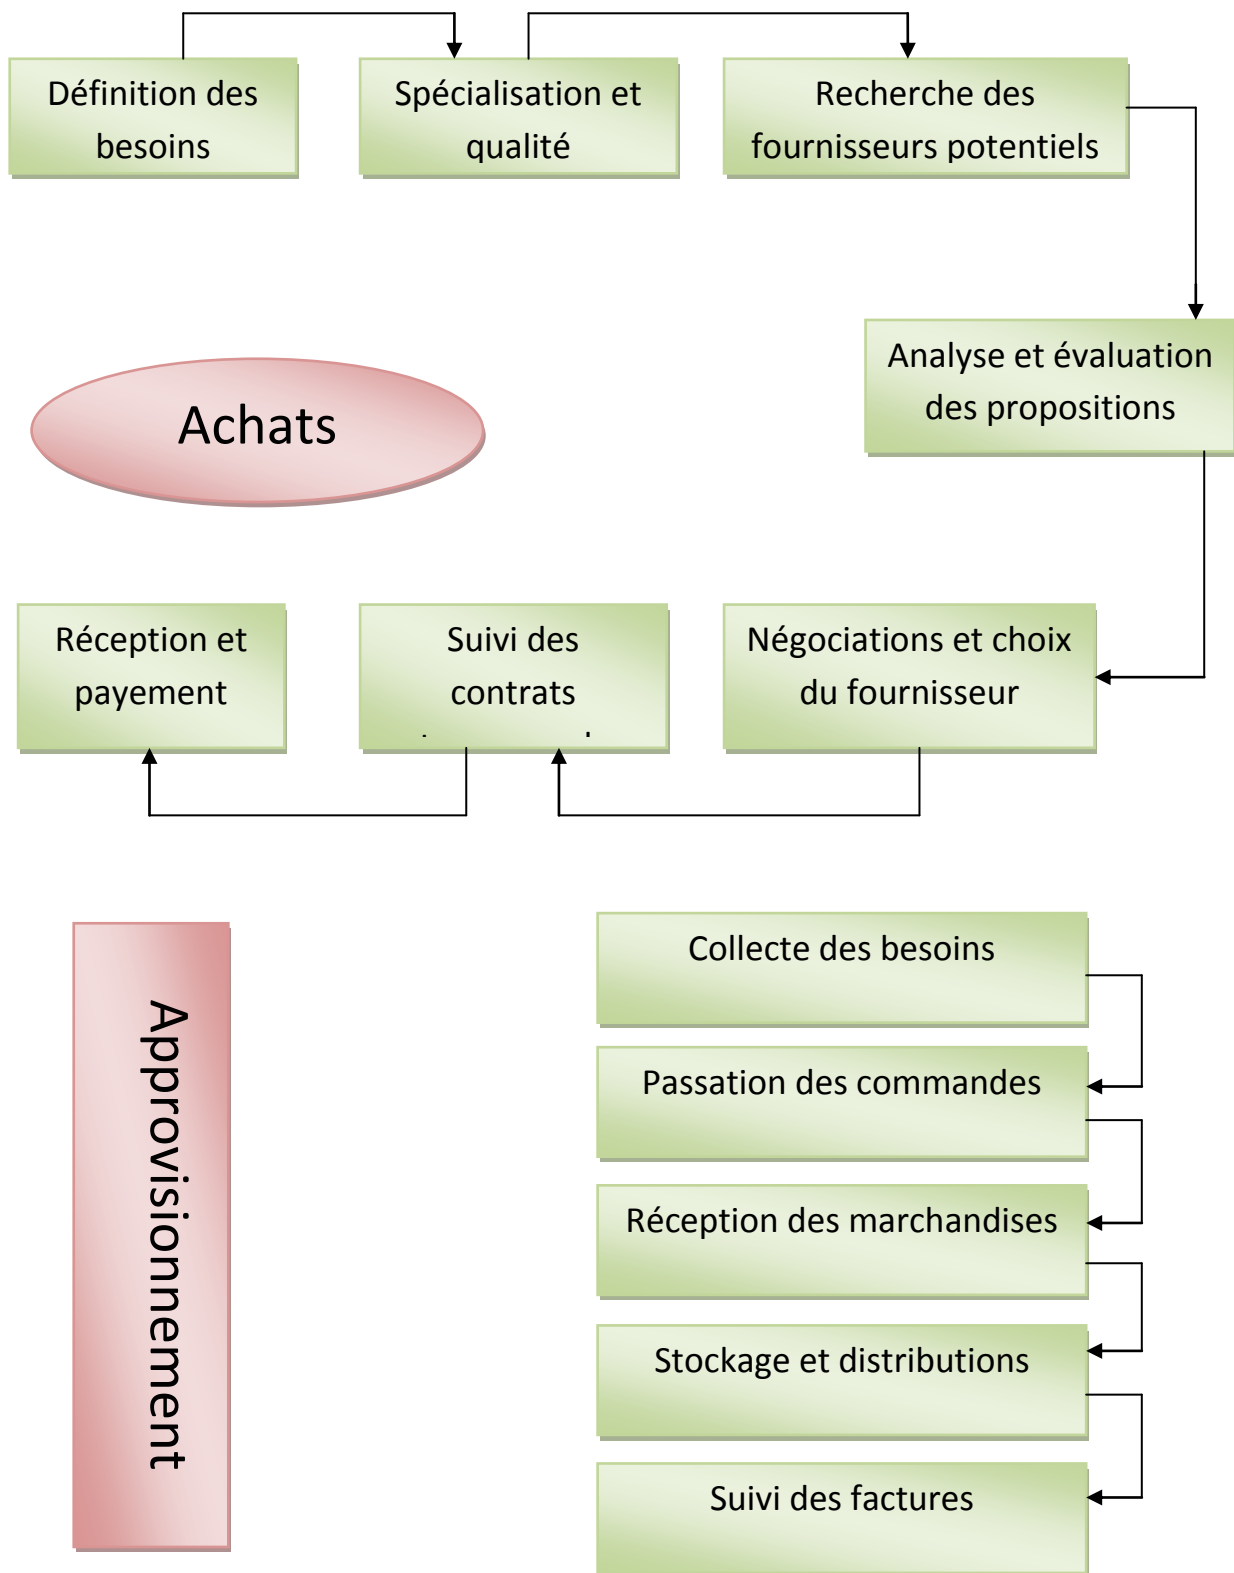 Définition des
besoins
Spécialisation et
qualité
Recherche des
fournisseurs potentiels
Analyse et évaluation
des propositions
Achats
Négociations et choix
du fournisseur
Suivi des
contrats
Réception et
payement
Approvisionnement
Collecte des besoins
Passation des commandes
Réception des marchandises
Stockage et distributions
Suivi des factures